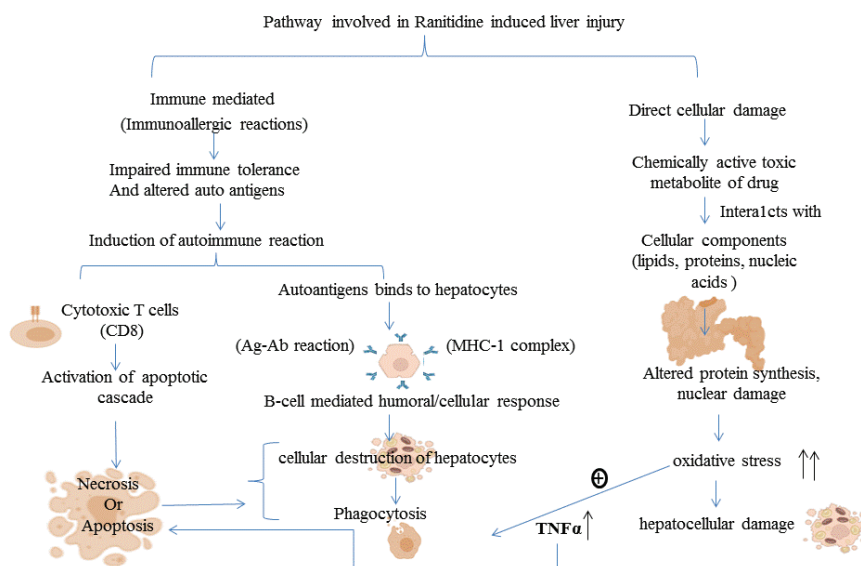 Pathway involved in Ranitidine induced liver injury
Immune mediated
(Immunoallergic reactions)
Impaired immune tolerance
And altered auto antigens
Induction of autoimmune reaction
Cytotoxic T cells
(CD8)
Activation of apoptotic
cascade
Necrosis
Or
Apoptosis
Autoantigens binds to hepatocytes
(Ag-Ab reaction)
(MHC-1 complex)
B-cell mediated humoral/cellular response
cellular destruction of hepatocytes
Phagocytosis
Direct cellular damage
Chemically active toxic
metabolite of drug
Intera1cts with
Cellular components
(lipids, proteins, nucleic
acids )
Altered protein synthesis,
nuclear damage
oxidative stress
TNFα
hepatocellular damage